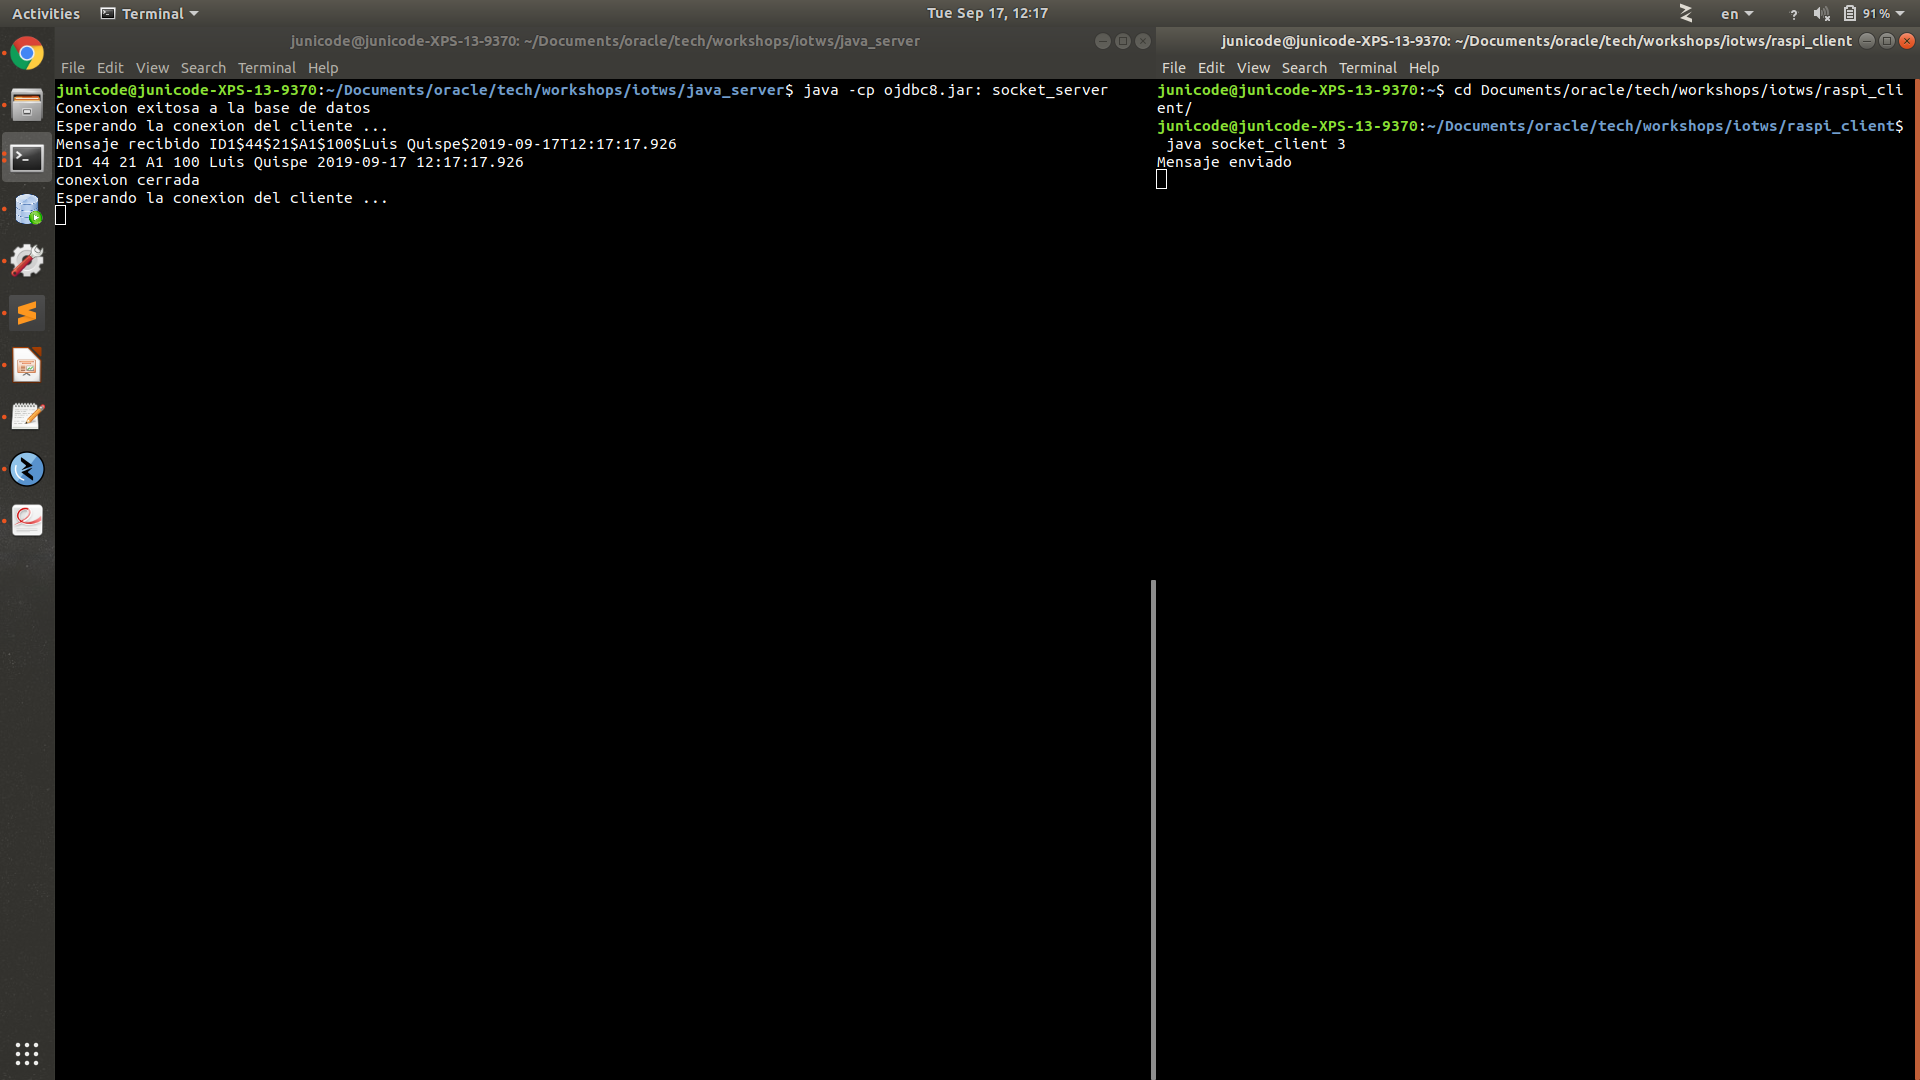 Activities Terminal Tue Sep 17, 12:17 en ? 91%
junicode@junicode-XPS-13-9370: ~/Documents/oracle/tech/workshops/iotws/java_server
File Edit View Search Terminal Help
junicode@junicode-XPS-13-9370:~/Documents/oracle/tech/workshops/iotws/java_server$ java -cp ojdbc8.jar: socket_server
Conexion exitosa a la base de datos
Esperando la conexion del cliente ...
Mensaje recibido ID1$44$21$A1$100$Luis Quispe$2019-09-17T12:17:17.926
ID1 44 21 A1 100 Luis Quispe 2019-09-17 12:17:17.926
conexion cerrada
Esperando la conexion del cliente ...
junicode@junicode-XPS-13-9370: ~/Documents/oracle/tech/workshops/iotws/raspi_client
File Edit View Search Terminal Help
junicode@junicode-XPS-13-9370:~$ cd Documents/oracle/tech/workshops/iotws/raspi_cli
ent/
junicode@junicode-XPS-13-9370:~/Documents/oracle/tech/workshops/iotws/raspi_client$
java socket_client 3
Mensaje enviado